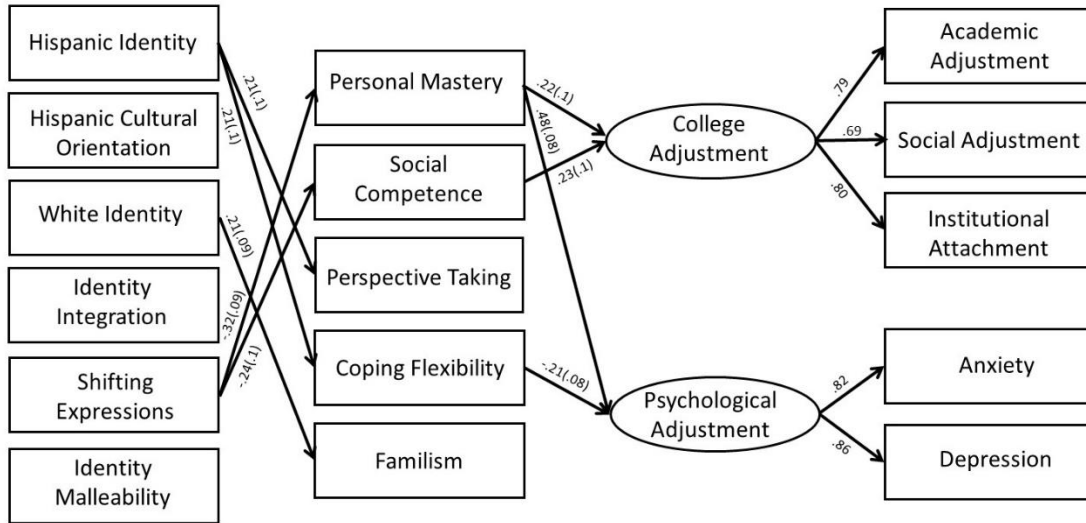 Hispanic Identity
Hispanic Cultural
Orientation
White Identity
Identity
Integration
Shifting
Expressions
Identity
Malleability
.21(.1)
.21(.1)
.21(.09)
-.32(.09)
-.24(.1)
Personal Mastery
Social
Competence
Perspective Taking
Coping Flexibility
Familism
.22(.1)
.48(.08)
.23(.1)
-.21(.08)
College
Adjustment
Psychological
Adjustment
.79
.69
.80
.82
.86
Academic
Adjustment
Social Adjustment
Institutional
Attachment
Anxiety
Depression